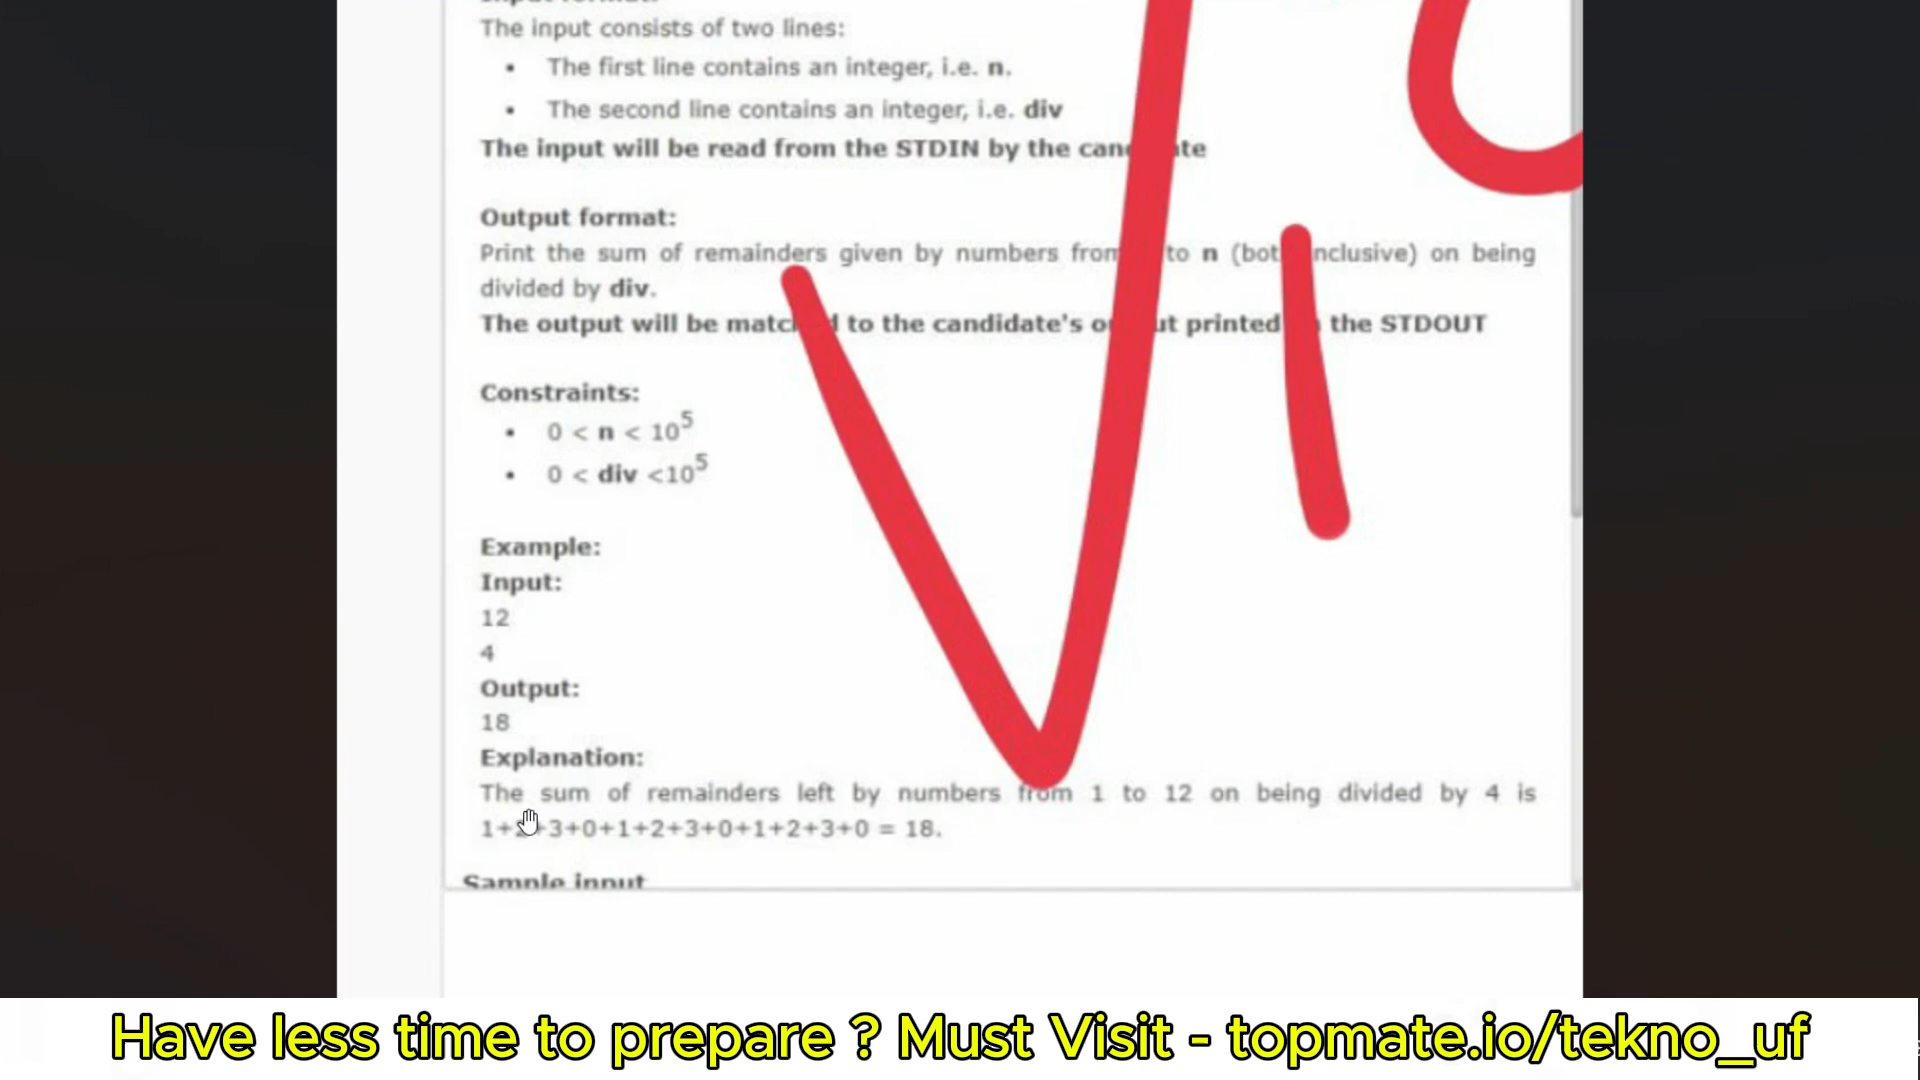 The input consists of two lines:
• The first line contains an integer, i.e. n.
• The second line contains an integer, i.e. div
The input will be read from the STDIN by the
Output format:
Print the sum of remainders given by numbers to n (both inclusive) on being
divided by div.
The output will be matched to the candidate's output printed the STDOUT
Constraints:
• 0 < n < 10^5
• 0 < div <10^5
Example:
Input:
12
4
Output:
18
Explanation:
The sum of remainders left by numbers from 1 to 12 on being divided by 4 is
1+2+3+0+1+2+3+0+1+2+3+0 = 18.
Sample input
Have less time to prepare ? Must Visit - topmate.io/tekno_uf